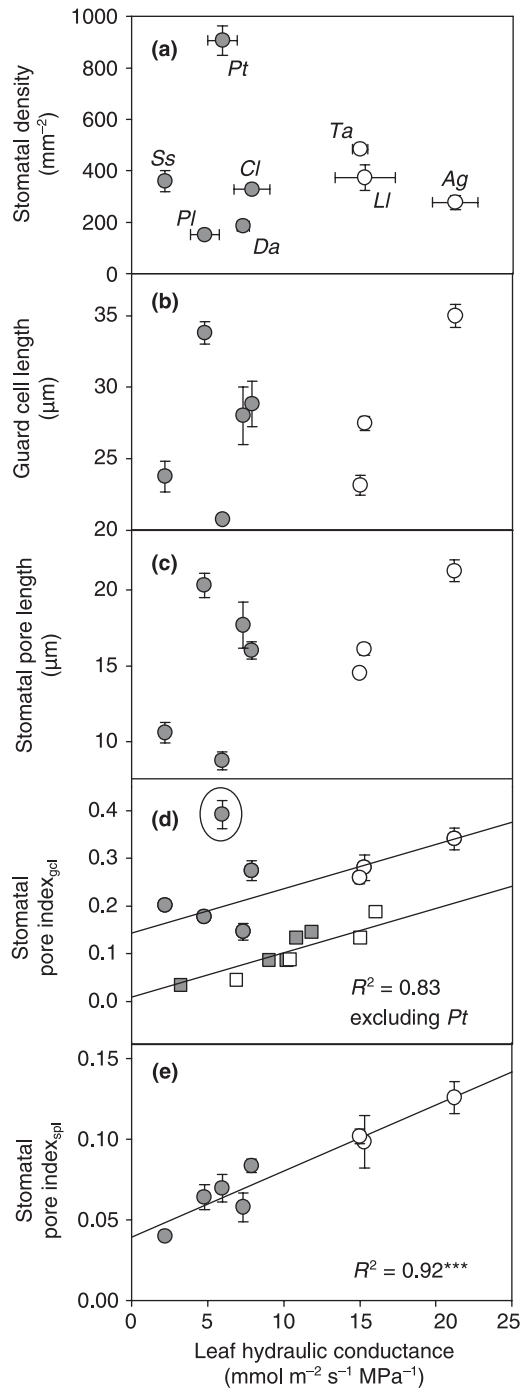 Stomatal density
(mm⁻²)
1000
800
600
400
200
0
(a)
Pt
Ss
Pl
Cl
Da
Ta
Ll
Ag
Guard cell length
(μm)
35
30
25
20
(b)
Stomatal pore length
(μm)
20
15
10
(c)
Stomatal
pore index_gcl
0.4
0.3
0.2
0.1
0.0
(d)
R² = 0.83
excluding Pt
Stomatal
pore index_spl
0.15
0.10
0.05
0.00
(e)
R² = 0.92***
0 5 10 15 20 25
Leaf hydraulic conductance
(mmol m⁻² s⁻¹ MPa⁻¹)